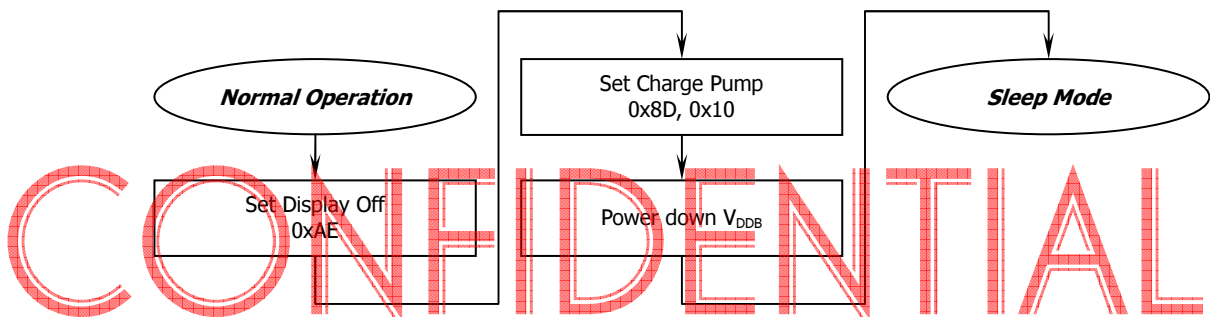 Normal Operation
Set Display Off
0xAE
Set Charge Pump
0x8D, 0x10
Power down VDDB
Sleep Mode
CONFIDENTIAL